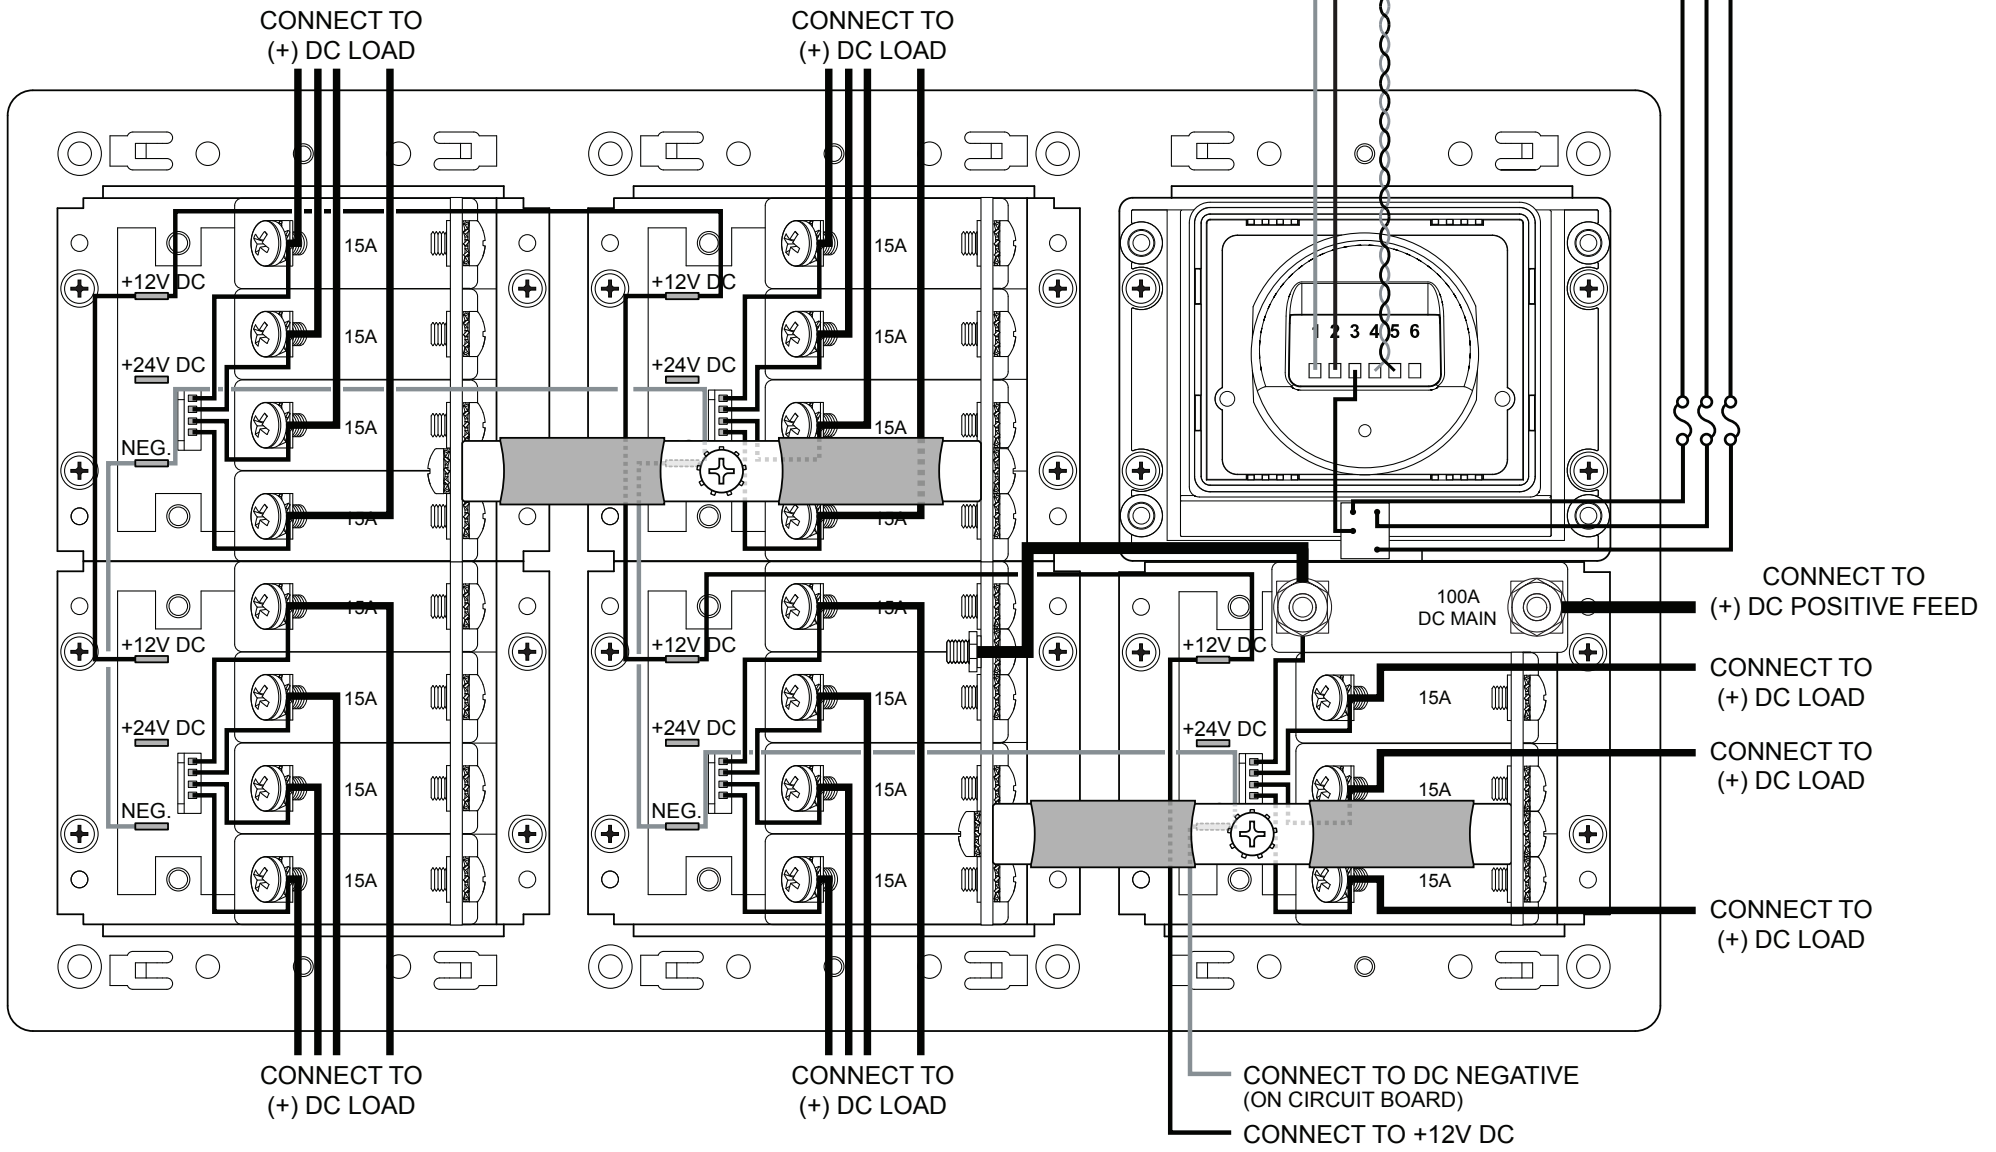 CONNECT TO
(+) DC LOAD
CONNECT TO
(+) DC LOAD
15A
+12V DC
15A
+24V DC
15A
NEG.
15A
15A
+12V DC
15A
+24V DC
15A
15A
1 2 3 4 5 6
15A
+12V DC
15A
+24V DC
15A
NEG.
15A
15A
+12V DC
15A
+24V DC
15A
NEG.
15A
100A
DC MAIN
+12V DC
15A
+24V DC
15A
15A
CONNECT TO
(+) DC POSITIVE FEED
CONNECT TO
(+) DC LOAD
CONNECT TO
(+) DC LOAD
CONNECT TO
(+) DC LOAD
CONNECT TO
(+) DC LOAD
CONNECT TO
(+) DC LOAD
CONNECT TO DC NEGATIVE
(ON CIRCUIT BOARD)
CONNECT TO +12V DC